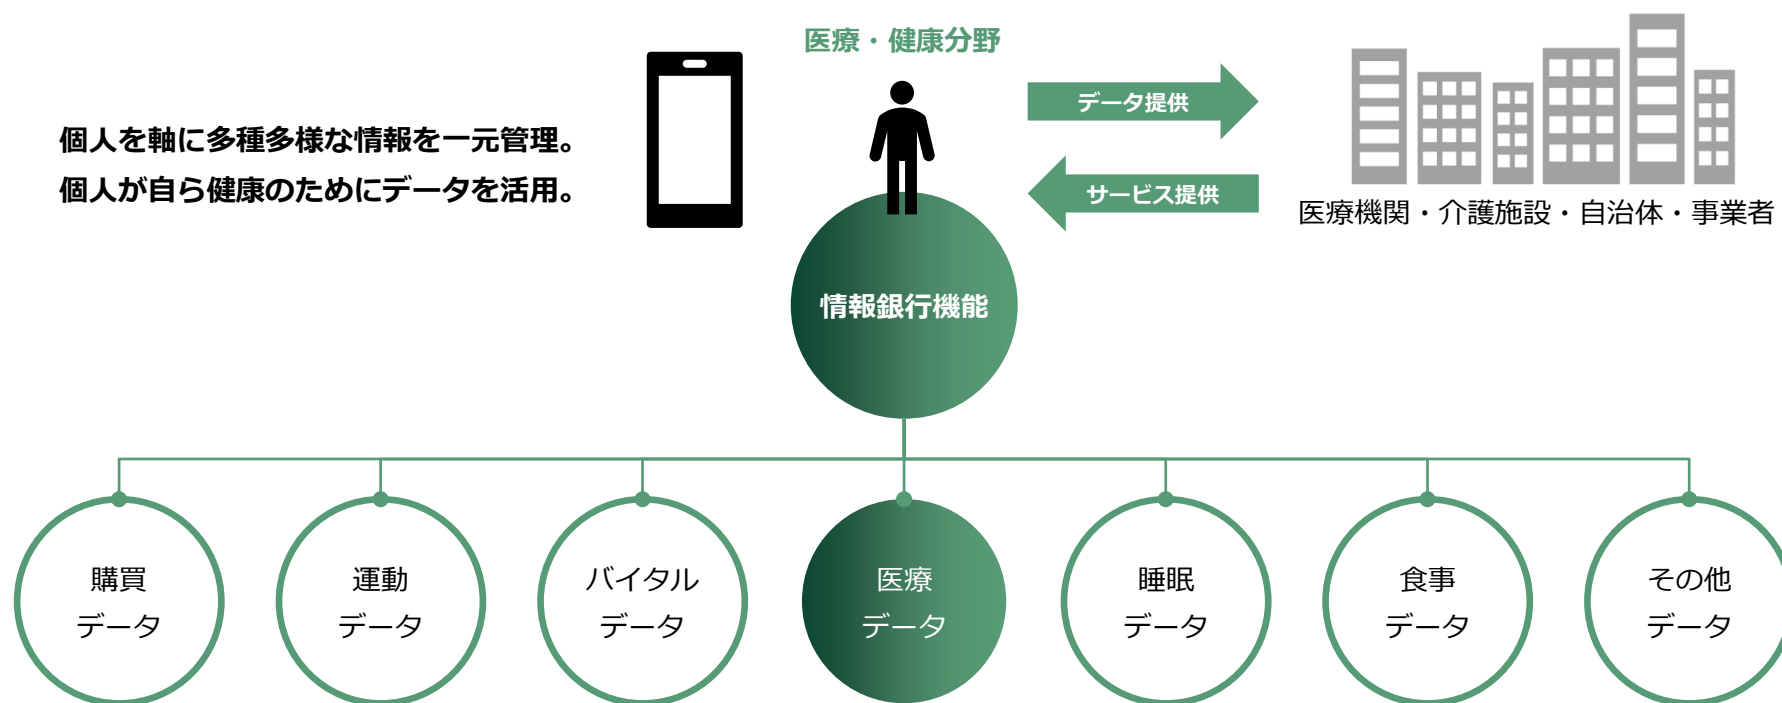 医療・健康分野
個人を軸に多種多様な情報を一元管理。
個人が自ら健康のためにデータを活用。
データ提供
サービス提供
医療機関・介護施設・自治体・事業者
情報銀行機能
購買
データ
運動
データ
バイタル
データ
医療
データ
睡眠
データ
食事
データ
その他
データ